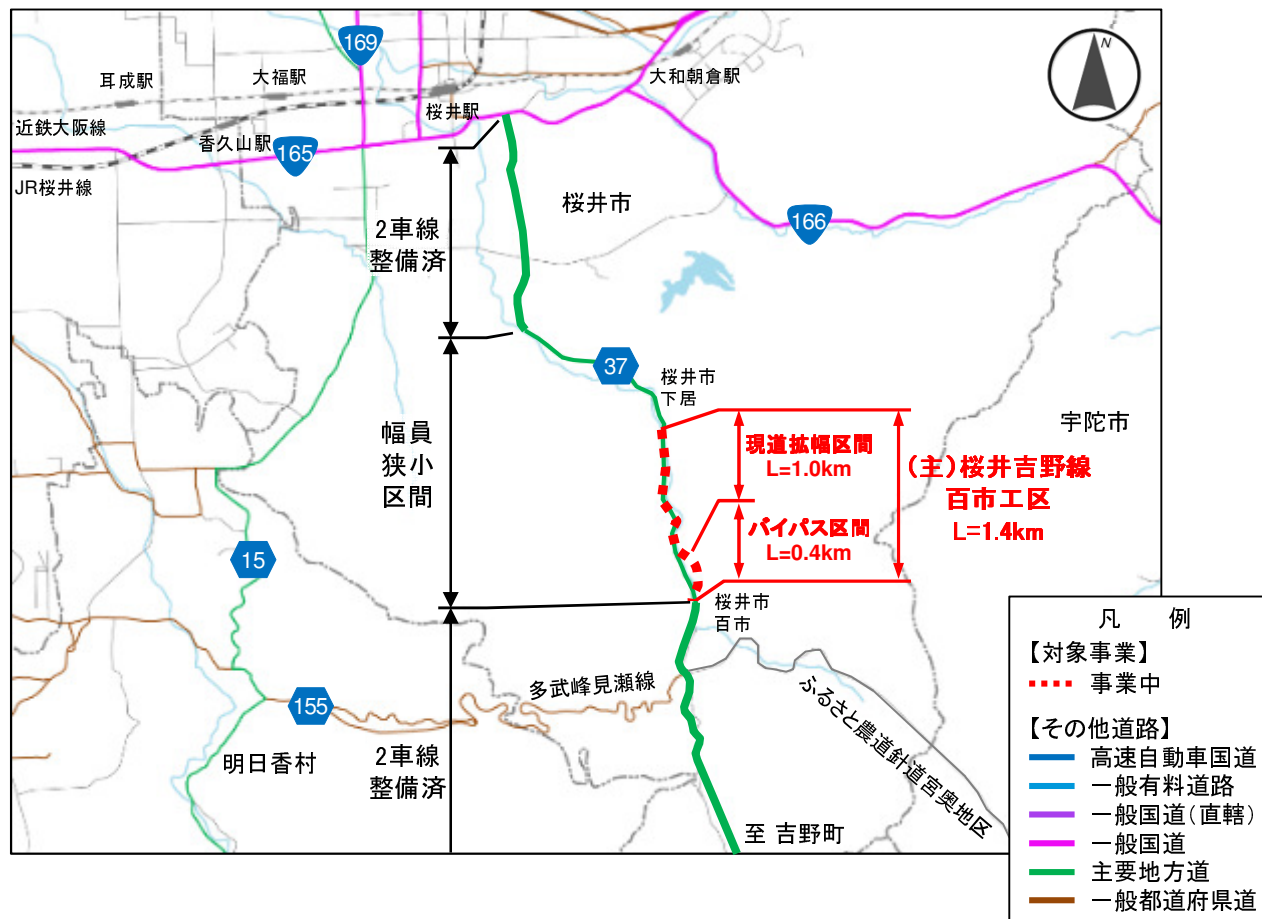 169
N
耳成駅
大福駅
大和朝倉駅
桜井駅
近鉄大阪線
香久山駅
165
JR桜井線
桜井市
2車線
整備済
166
37
桜井市
下居
幅員
狭小
区間
現道拡幅区間
L=1.0km
バイパス区間
L=0.4km
(主)桜井吉野線
百市工区
L=1.4km
宇陀市
15
桜井市
百市
多武峰見瀬線
155
ふるさと農道針道宮奥地区
明日香村
2車線
整備済
至 吉野町
凡 例
【対象事業】
事業中
【その他道路】
高速自動車国道
一般有料道路
一般国道(直轄)
一般国道
主要地方道
一般都道府県道